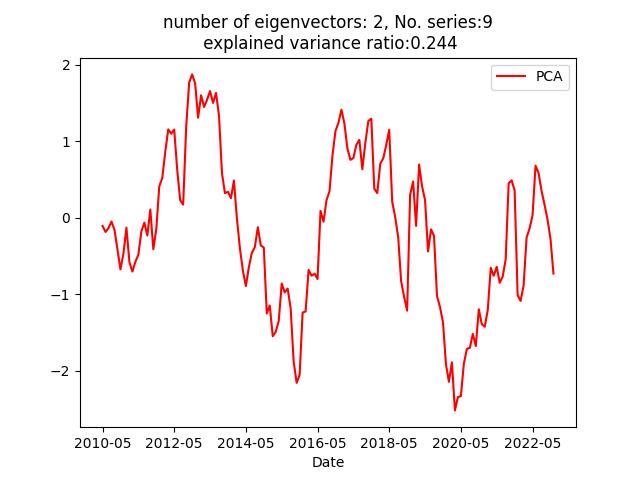 number of eigenvectors: 2, No. series:9
explained variance ratio:0.244
PCA
2
1
0
−1
−2
2010-05 2012-05 2014-05 2016-05 2018-05 2020-05 2022-05
Date